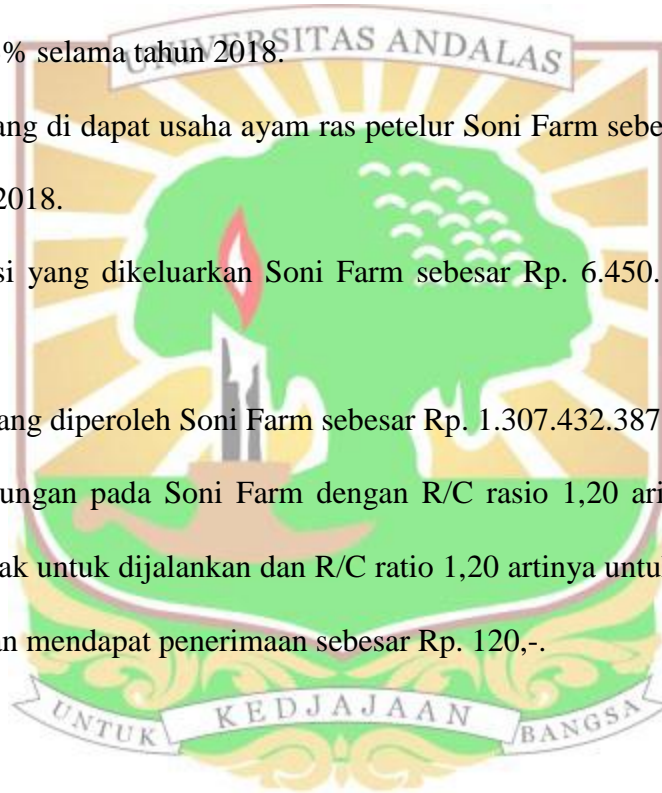 % selama tahun 2018.
UNIVERSITAS ANDALAS
ang di dapat usaha ayam ras petelur Soni Farm sebe
2018.
si yang dikeluarkan Soni Farm sebesar Rp. 6.450.
ang diperoleh Soni Farm sebesar Rp. 1.307.432.387
ungan pada Soni Farm dengan R/C rasio 1,20 ari
ak untuk dijalankan dan R/C ratio 1,20 artinya untu
an mendapat penerimaan sebesar Rp. 120,-.
UNTUK KEDJAJAAN BANGSA